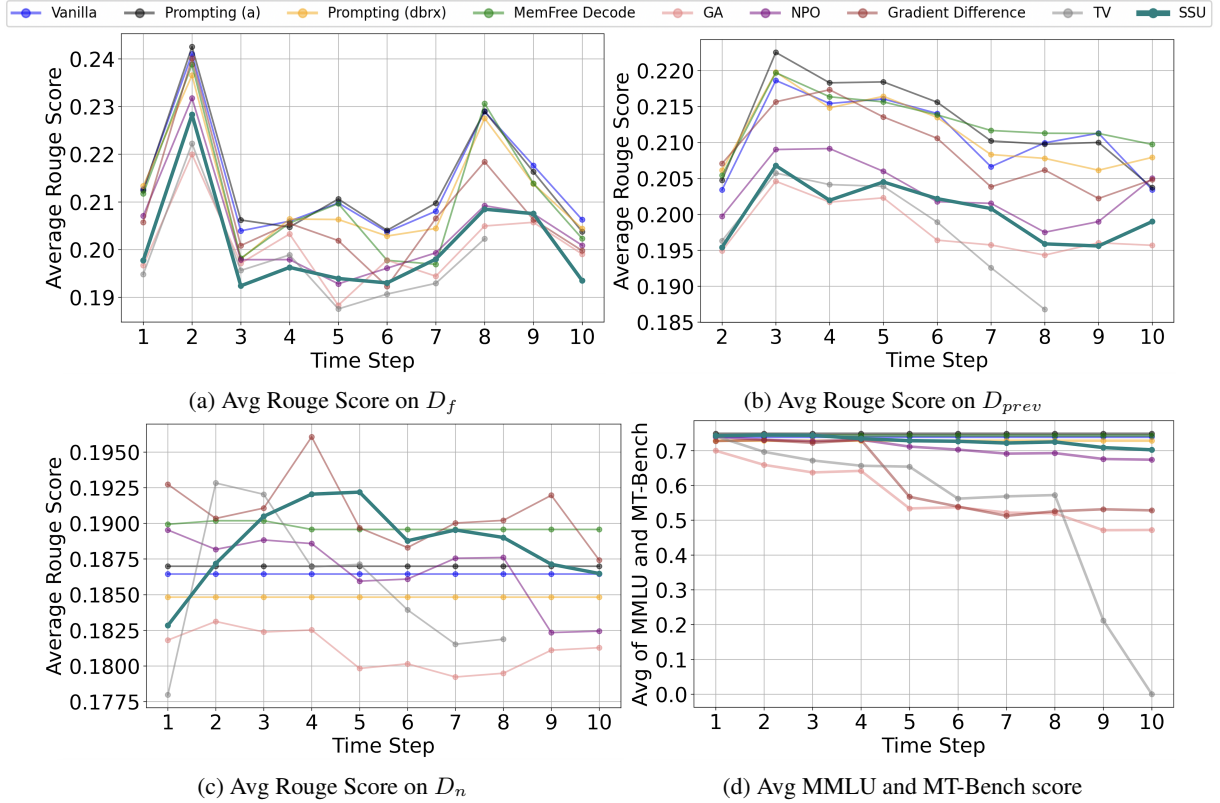 Vanilla Prompting (a) Prompting (dbrx) MemFree Decode GA NPO Gradient Difference TV SSU
0.24
0.23
0.22
0.21
0.20
0.19
Average Rouge Score
1 2 3 4 5 6 7 8 9 10
Time Step
(a) Avg Rouge Score on D_f
0.220
0.215
0.210
0.205
0.200
0.195
0.190
0.185
Average Rouge Score
2 3 4 5 6 7 8 9 10
Time Step
(b) Avg Rouge Score on D_prev
0.1950
0.1925
0.1900
0.1875
0.1850
0.1825
0.1800
0.1775
Average Rouge Score
1 2 3 4 5 6 7 8 9 10
Time Step
(c) Avg Rouge Score on D_n
0.7
0.6
0.5
0.4
0.3
0.2
0.1
0.0
Avg of MMLU and MT-Bench
1 2 3 4 5 6 7 8 9 10
Time Step
(d) Avg MMLU and MT-Bench score